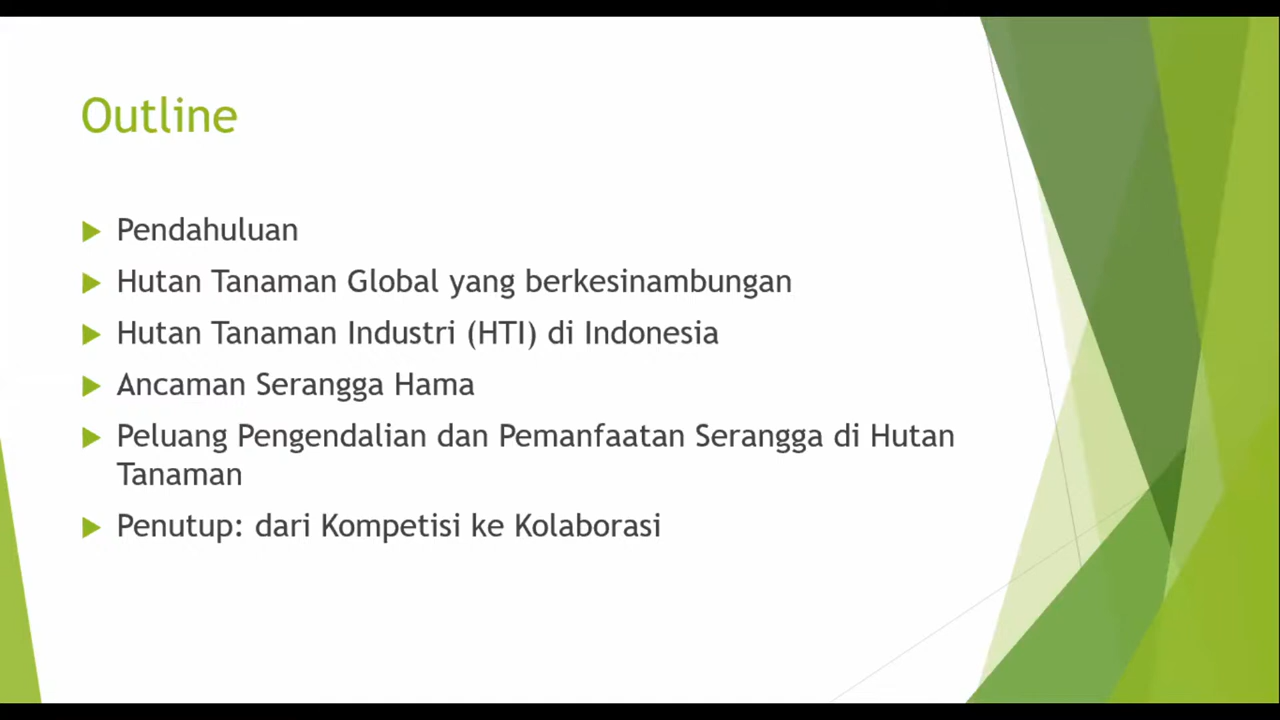 Outline
Pendahuluan
Hutan Tanaman Global yang berkesinambungan
Hutan Tanaman Industri (HTI) di Indonesia
Ancaman Serangga Hama
Peluang Pengendalian dan Pemanfaatan Serangga di Hutan
Tanaman
Penutup: dari Kompetisi ke Kolaborasi